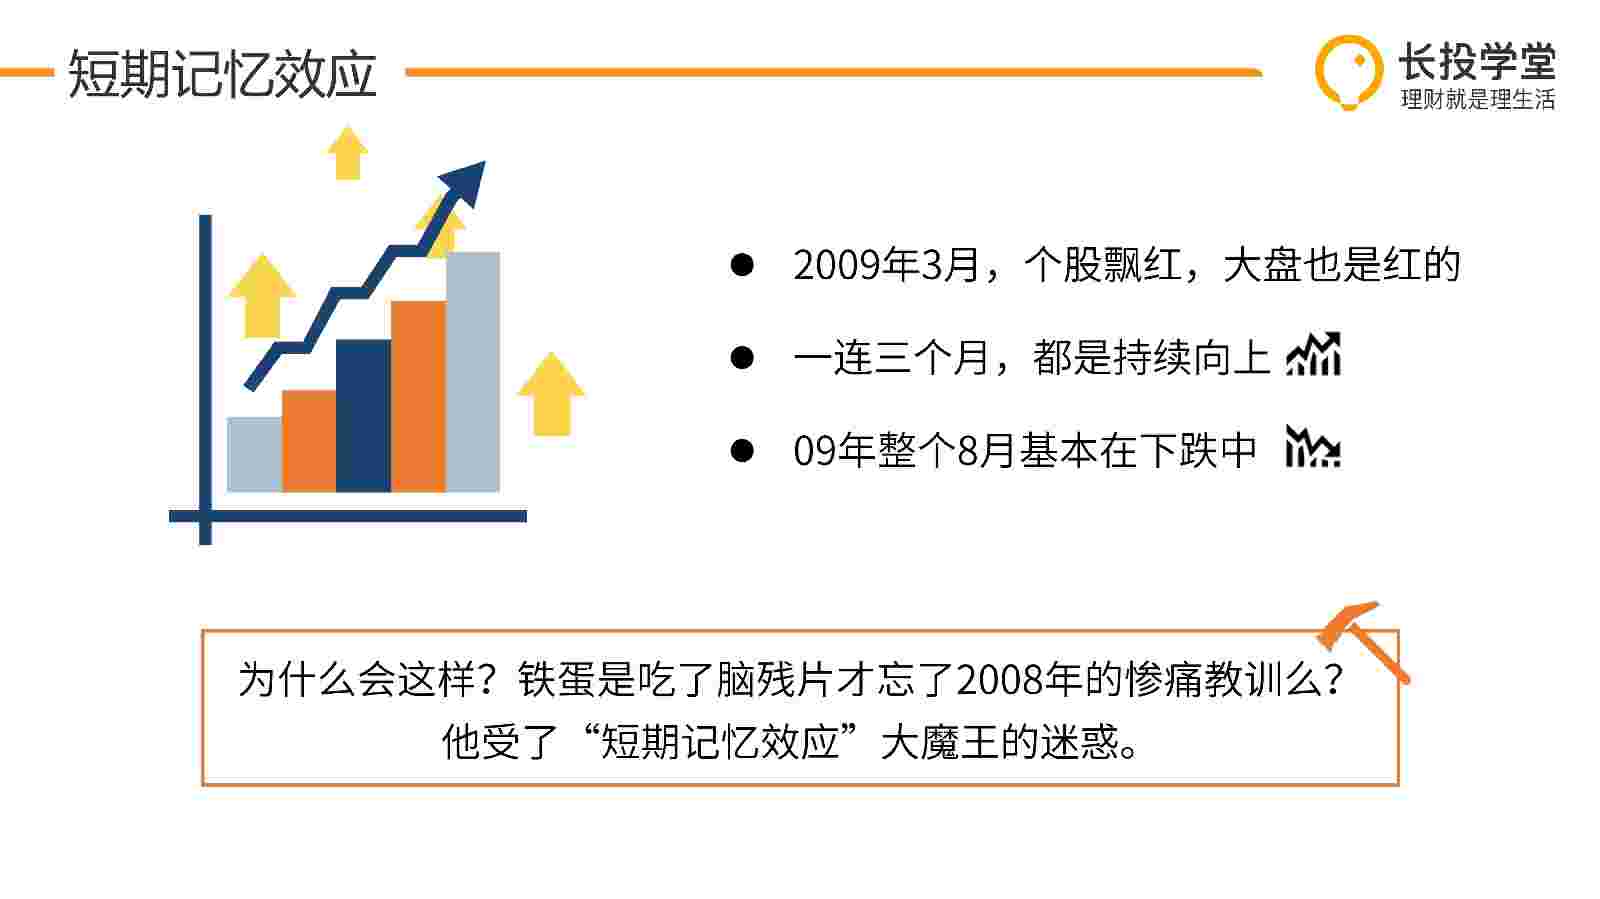 短期记忆效应
长投学堂
理财就是理生活
● 2009年3月，个股飘红，大盘也是红的
● 一连三个月，都是持续向上
● 09年整个8月基本在下跌中
为什么会这样？铁蛋是吃了脑残片才忘了2008年的惨痛教训么？
他受了“短期记忆效应”大魔王的迷惑。